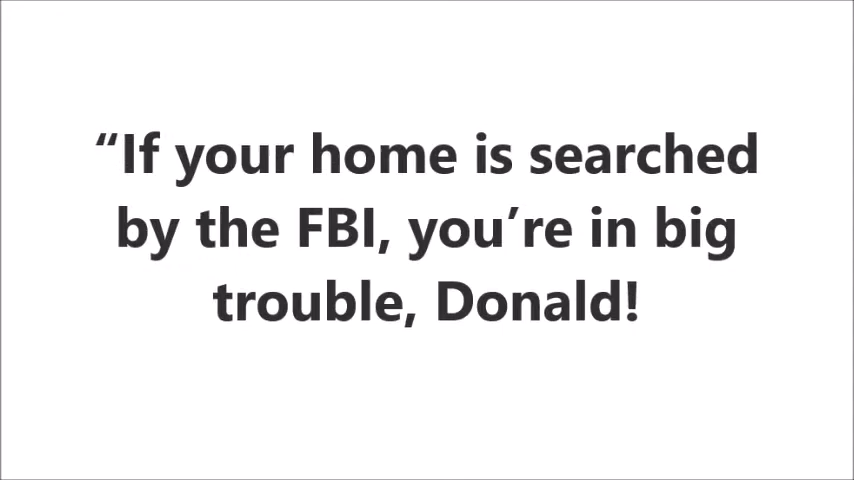 “If your home is searched
by the FBI, you’re in big
trouble, Donald!